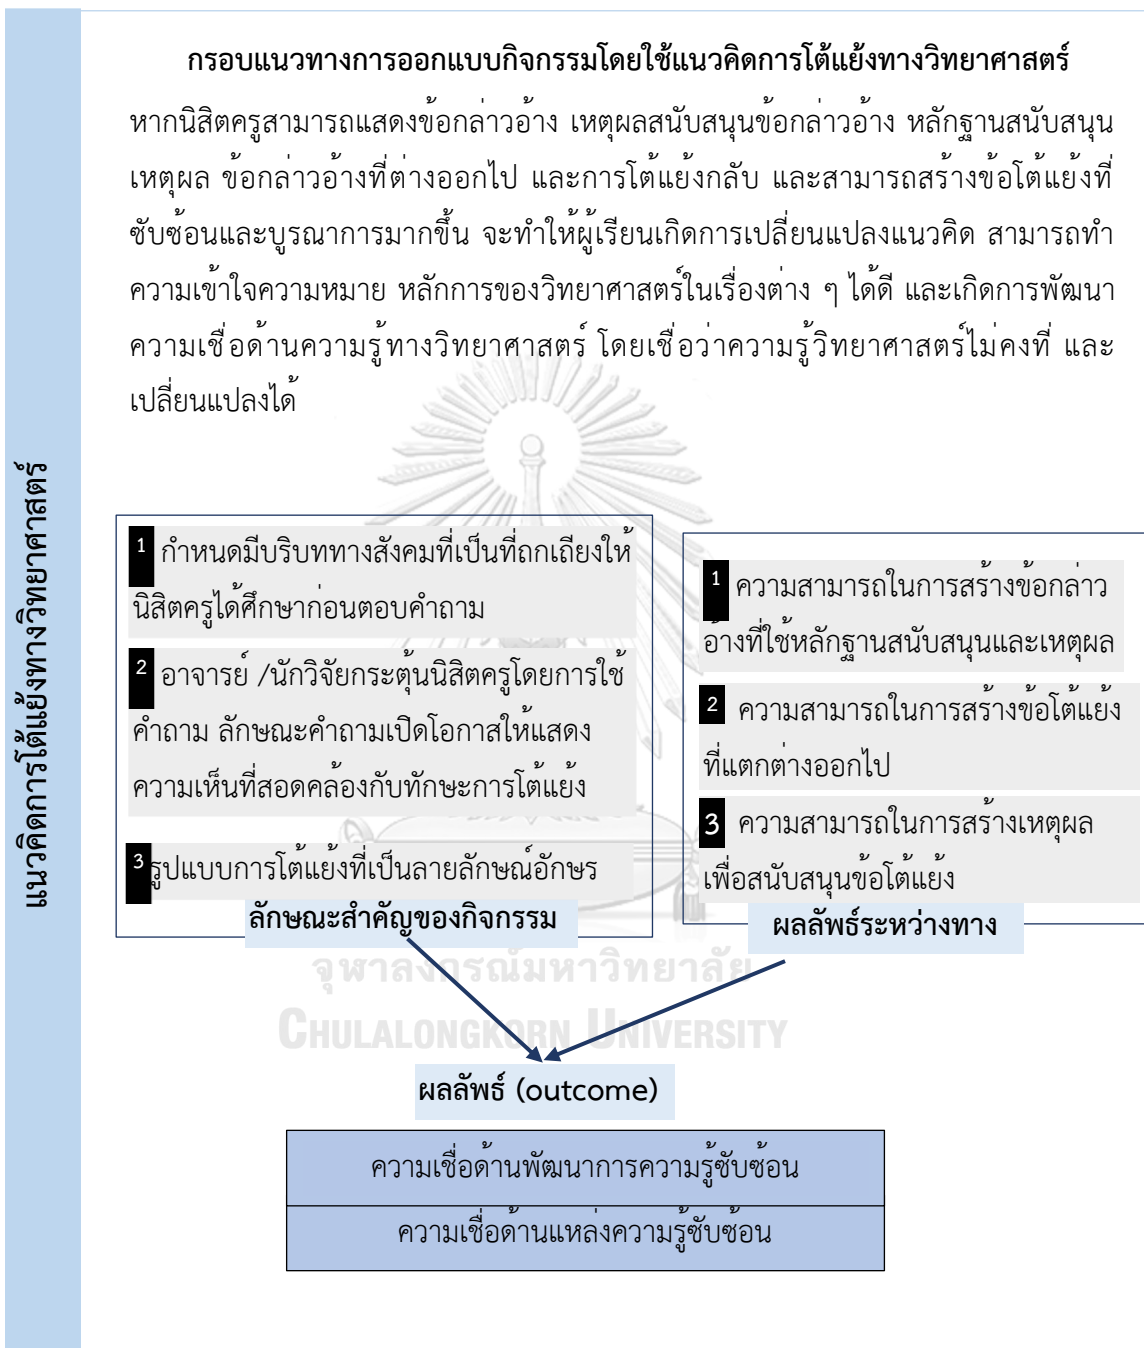 กรอบแนวทางการออกแบบกิจกรรมโดยใช้แนวคิดการโต้แย้งทางวิทยาศาสตร์
หากนิสิตครูสามารถแสดงข้อกล่าวอ้าง เหตุผลสนับสนุนข้อกล่าวอ้าง หลักฐานสนับสนุน
เหตุผล ข้อกล่าวอ้างที่ต่างออกไป และการโต้แย้งกลับ และสามารถสร้างข้อโต้แย้งที่
ซับซ้อนและบูรณาการมากขึ้น จะทำให้ผู้เรียนเกิดการเปลี่ยนแปลงแนวคิด สามารถทำ
ความเข้าใจความหมาย หลักการของวิทยาศาสตร์ในเรื่องต่าง ๆ ได้ดี และเกิดการพัฒนา
ความเชื่อด้านความรู้ทางวิทยาศาสตร์ โดยเชื่อว่าความรู้วิทยาศาสตร์ไม่คงที่ และ
เปลี่ยนแปลงได้
แนวคิดการโต้แย้งทางวิทยาศาสตร์
1 กำหนดมีบริบททางสังคมที่เป็นที่ถกเถียงให้
นิสิตครูได้ศึกษาก่อนตอบคำถาม
2 อาจารย์ /นักวิจัยกระตุ้นนิสิตครูโดยการใช้
คำถาม ลักษณะคำถามเปิดโอกาสให้แสดง
ความเห็นที่สอดคล้องกับทักษะการโต้แย้ง
3 รูปแบบการโต้แย้งที่เป็นลายลักษณ์อักษร
ลักษณะสำคัญของกิจกรรม
1 ความสามารถในการสร้างข้อกล่าว
อ้างที่ใช้หลักฐานสนับสนุนและเหตุผล
2 ความสามารถในการสร้างข้อโต้แย้ง
ที่แตกต่างออกไป
3 ความสามารถในการสร้างเหตุผล
เพื่อสนับสนุนข้อโต้แย้ง
ผลลัพธ์ระหว่างทาง
จุฬาลงกรณ์มหาวิทยาลัย
CHULALONGKORN UNIVERSITY
ผลลัพธ์ (outcome)
ความเชื่อด้านพัฒนาการความรู้ซับซ้อน
ความเชื่อด้านแหล่งความรู้ซับซ้อน